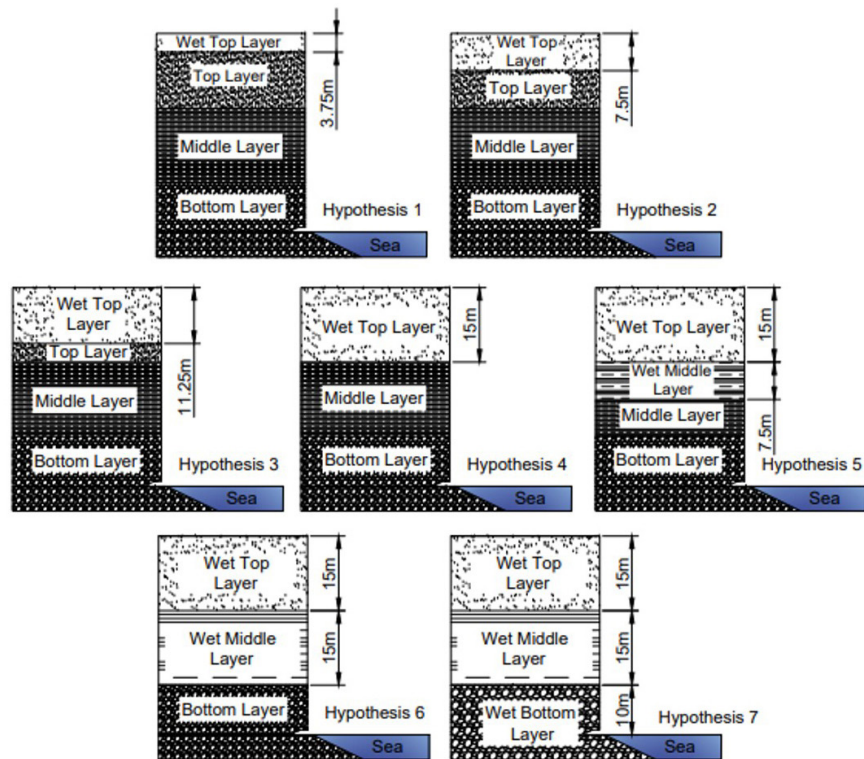 Wet Top Layer
Top Layer
3.75m
Middle Layer
Bottom Layer
Hypothesis 1
Sea
Wet Top
Layer
7.5m
Top Layer
Middle Layer
Bottom Layer
Hypothesis 2
Sea
Wet Top
Layer
11.25m
Top Layer
Middle Layer
Bottom Layer
Hypothesis 3
Sea
Wet Top Layer
15m
Middle Layer
Bottom Layer
Hypothesis 4
Sea
Wet Top Layer
15m
Wet Middle
Layer
7.5m
Middle Layer
Bottom Layer
Hypothesis 5
Sea
Wet Top
Layer
15m
Wet Middle
Layer
15m
Bottom Layer
Hypothesis 6
Sea
Wet Top
Layer
15m
Wet Middle
Layer
15m
Wet Bottom
Layer
10m
Hypothesis 7
Sea